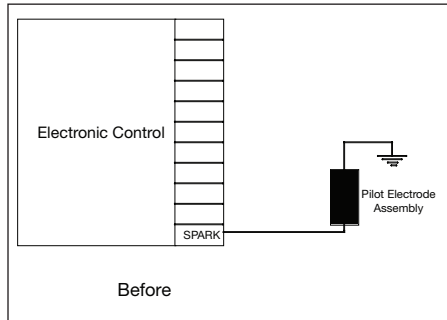 Electronic Control
Pilot Electrode
Assembly
SPARK
Before